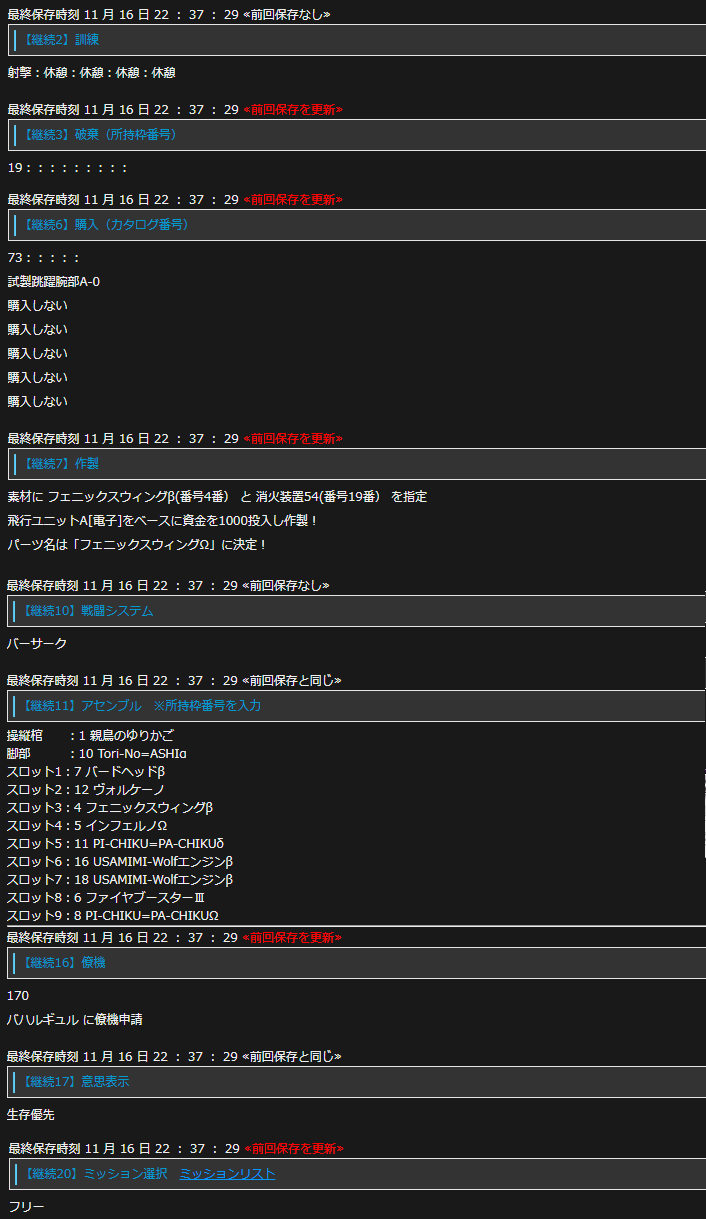 最終保存時刻 11 月 16 日 22 ： 37 ： 29 «前回保存なし»
【継続2】訓練
射撃：休憩：休憩：休憩：休憩
最終保存時刻 11 月 16 日 22 ： 37 ： 29 «前回保存を更新»
【継続3】破棄（所持枠番号）
19：：：：：：：：：
最終保存時刻 11 月 16 日 22 ： 37 ： 29 «前回保存を更新»
【継続6】購入（カタログ番号）
73：：：：：
試製跳躍腕部A-0
購入しない
購入しない
購入しない
購入しない
購入しない
最終保存時刻 11 月 16 日 22 ： 37 ： 29 «前回保存を更新»
【継続7】作製
素材に フェニックスウィングβ(番号4番） と 消火装置54(番号19番） を指定
飛行ユニットA[電子]をベースに資金を1000投入し作製！
パーツ名は「フェニックスウィングΩ」に決定！
最終保存時刻 11 月 16 日 22 ： 37 ： 29 «前回保存なし»
【継続10】戦闘システム
バーサーク
最終保存時刻 11 月 16 日 22 ： 37 ： 29 «前回保存と同じ»
【継続11】アセンブル　※所持枠番号を入力
操縦棺　　：1 親鳥のゆりかご
脚部　　　：10 Tori-No=ASHIα
スロット1：7 バードヘッドβ
スロット2：12 ヴォルケーノ
スロット3：4 フェニックスウィングβ
スロット4：5 インフェルノΩ
スロット5：11 PI-CHIKU=PA-CHIKUδ
スロット6：16 USAMIMI-Wolfエンジンβ
スロット7：18 USAMIMI-Wolfエンジンβ
スロット8：6 ファイヤブースターⅢ
スロット9：8 PI-CHIKU=PA-CHIKUΩ
最終保存時刻 11 月 16 日 22 ： 37 ： 29 «前回保存を更新»
【継続16】僚機
170
バハルギュル に僚機申請
最終保存時刻 11 月 16 日 22 ： 37 ： 29 «前回保存と同じ»
【継続17】意思表示
生存優先
最終保存時刻 11 月 16 日 22 ： 37 ： 29 «前回保存を更新»
【継続20】ミッション選択　ミッションリスト
フリー